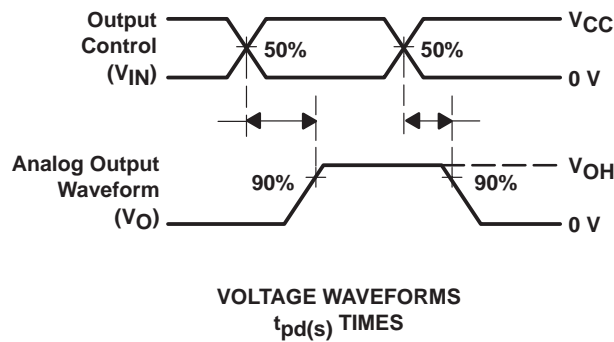 Output
Control
(VIN)
50%
50%
VCC
0 V
Analog Output
Waveform
(VO)
90%
90%
VOH
0 V
VOLTAGE WAVEFORMS
tpd(s) TIMES